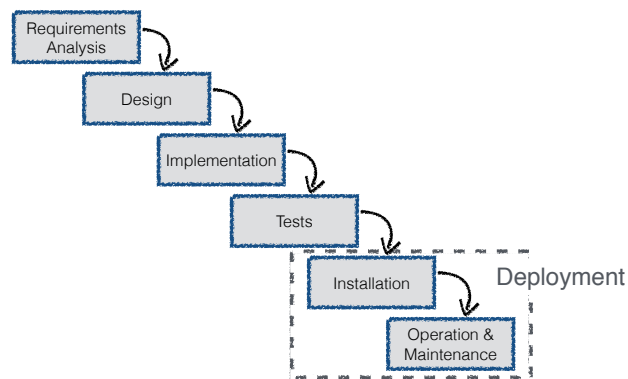 Requirements
Analysis
Design
Implementation
Tests
Installation
Deployment
Operation &
Maintenance